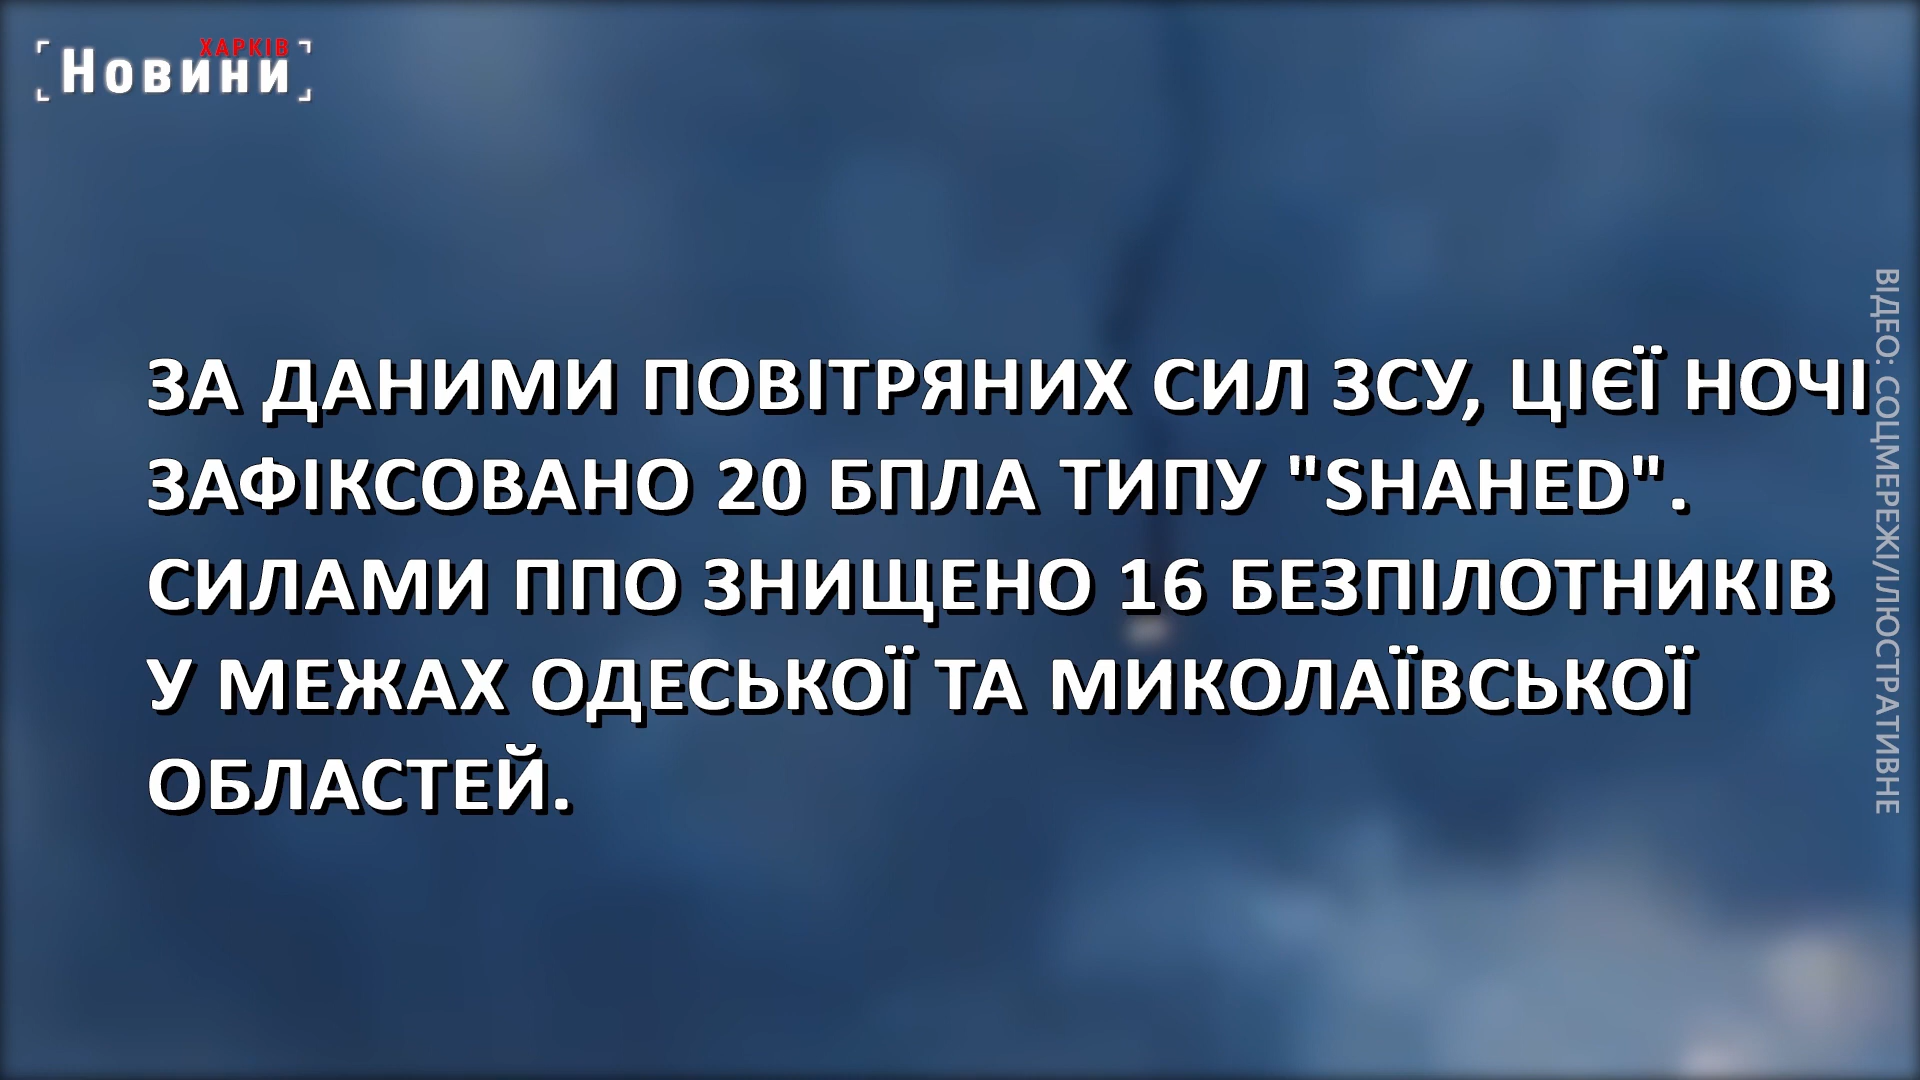 ХАРКІВ
Новини
ЗА ДАНИМИ ПОВІТРЯНИХ СИЛ ЗСУ, ЦІЄЇ НОЧІ
ЗАФІКСОВАНО 20 БПЛА ТИПУ "SHAHED".
СИЛАМИ ППО ЗНИЩЕНО 16 БЕЗПІЛОТНИКІВ
У МЕЖАХ ОДЕСЬКОЇ ТА МИКОЛАЇВСЬКОЇ
ОБЛАСТЕЙ.
ВІДЕО: СОЦМЕРЕЖІ/ІЛЮСТРАТИВНЕ